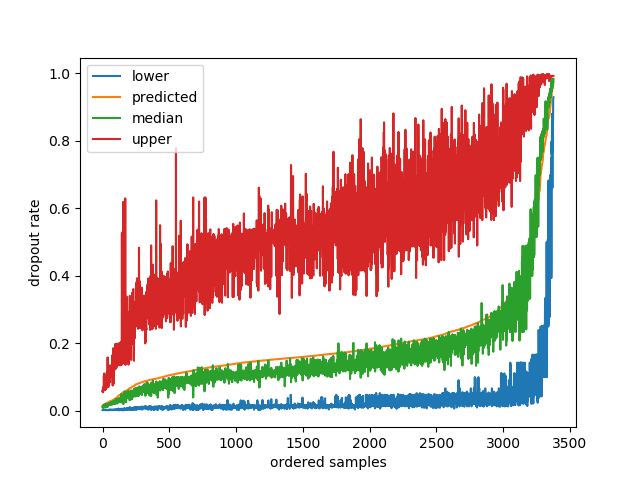 lower
predicted
median
upper
1.0
0.8
0.6
0.4
0.2
0.0
dropout rate
0 500 1000 1500 2000 2500 3000 3500
ordered samples